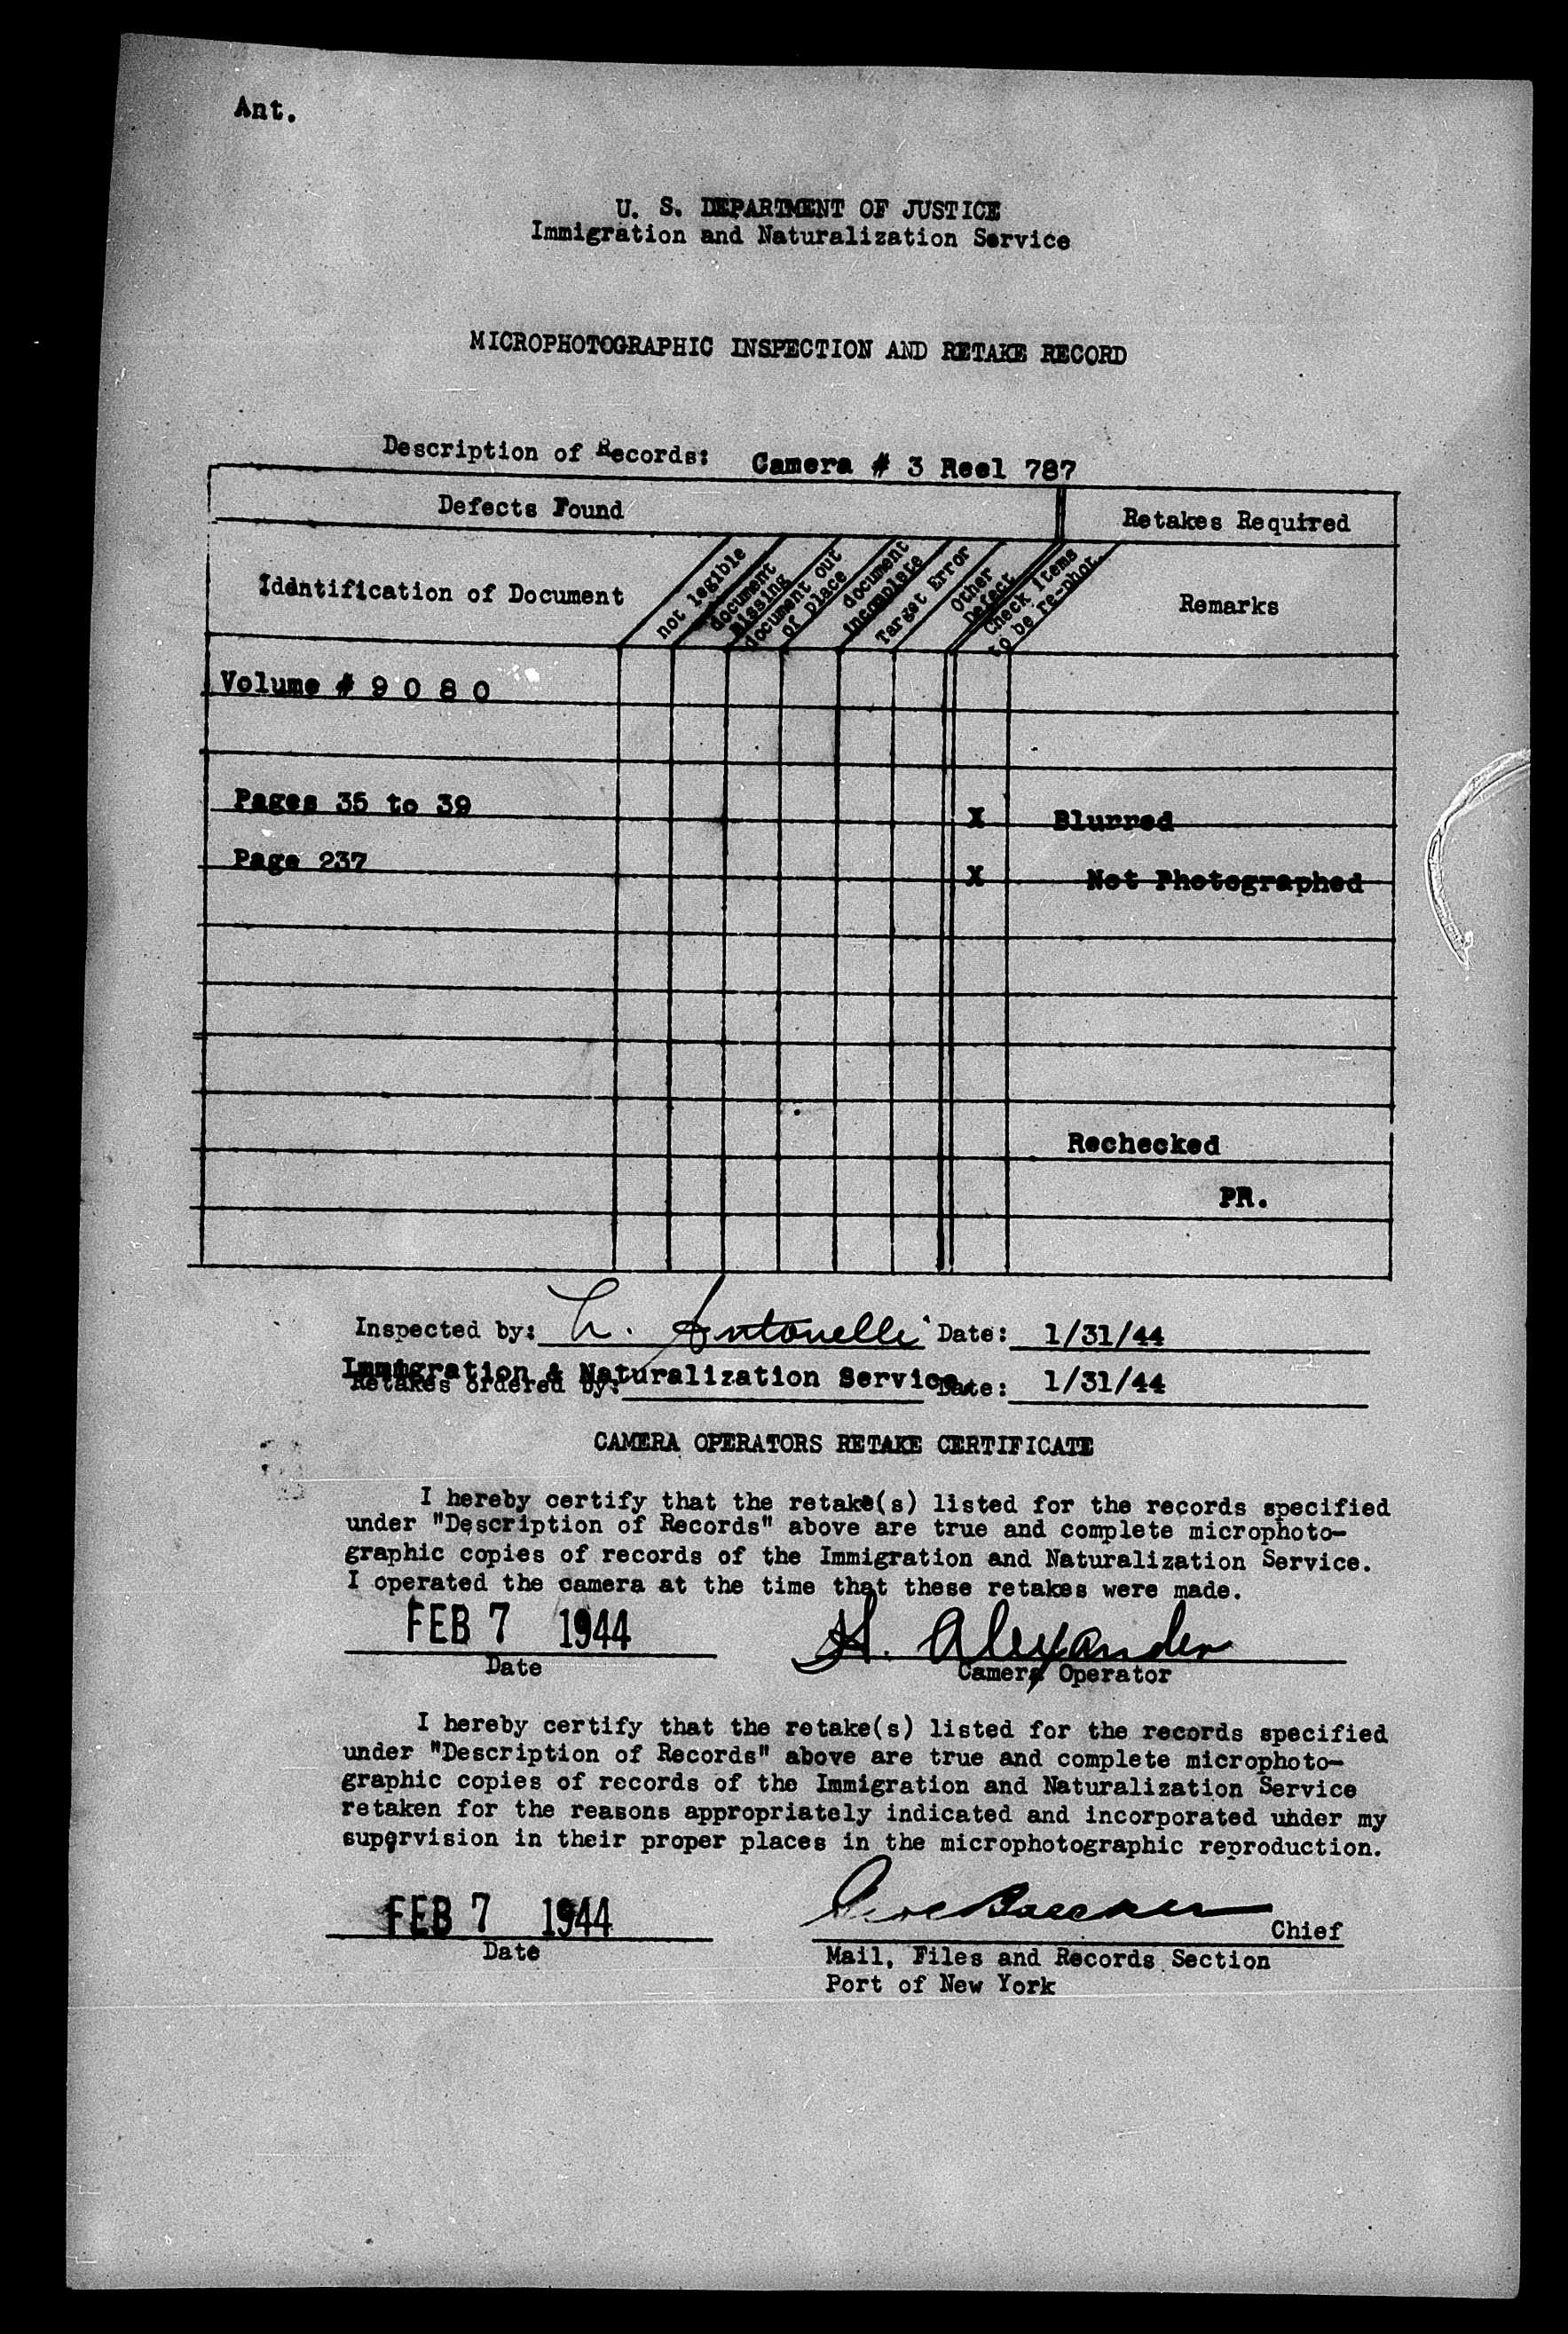 Ant.
U. S. DEPARTMENT OF JUSTICE
Immigration and Naturalization Service
MICROPHOTOGRAPHIC INSPECTION AND RETAKE RECORD
Description of Records: Camera # 3 Reel 787
Defects Found
Retakes Required
Identification of Document
not legible
document
missing
document out
of place
document
incomplete
Target Error
Other
Defect
Check items
to be re-phot.
Remarks
Volume # 9 0 8 0
Pages 35 to 39 X Blurred
Page 237 X Not Photographed
Rechecked
PR.
Inspected by: L. Antonelli Date: 1/31/44
Immigration & Naturalization Service
Retakes ordered by: Date: 1/31/44
CAMERA OPERATORS RETAKE CERTIFICATE
I hereby certify that the retake(s) listed for the records specified
under "Description of Records" above are true and complete microphoto-
graphic copies of records of the Immigration and Naturalization Service.
I operated the camera at the time that these retakes were made.
FEB 7 1944 H. Alexander
Date Camera Operator
I hereby certify that the retake(s) listed for the records specified
under "Description of Records" above are true and complete microphoto-
graphic copies of records of the Immigration and Naturalization Service
retaken for the reasons appropriately indicated and incorporated under my
supervision in their proper places in the microphotographic reproduction.
FEB 7 1944 Chief
Date Mail, Files and Records Section
Port of New York